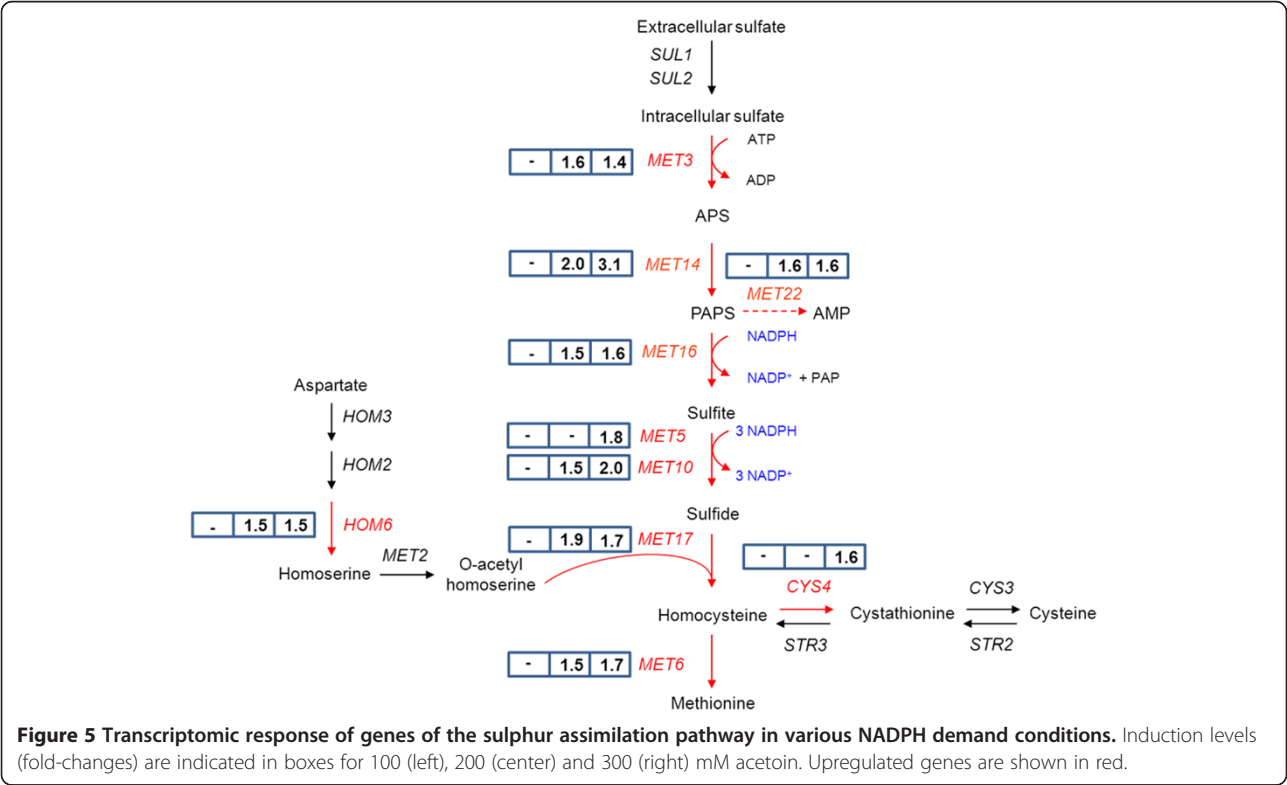 Extracellular sulfate
SUL1
SUL2
Intracellular sulfate
ATP
- 1.6 1.4 MET3
ADP
APS
- 2.0 3.1 MET14 - 1.6 1.6
MET22
PAPS AMP
NADPH
- 1.5 1.6 MET16
NADP+ + PAP
Aspartate
Sulfite
HOM3
- - 1.8 MET5 3 NADPH
HOM2
- 1.5 2.0 MET10 3 NADP+
Sulfide
- 1.5 1.5 HOM6
- 1.9 1.7 MET17
- - 1.6
MET2
Homoserine O-acetyl
homoserine
CYS4 CYS3
Homocysteine Cystathionine Cysteine
STR3 STR2
- 1.5 1.7 MET6
Methionine
Figure 5 Transcriptomic response of genes of the sulphur assimilation pathway in various NADPH demand conditions. Induction levels
(fold-changes) are indicated in boxes for 100 (left), 200 (center) and 300 (right) mM acetoin. Upregulated genes are shown in red.